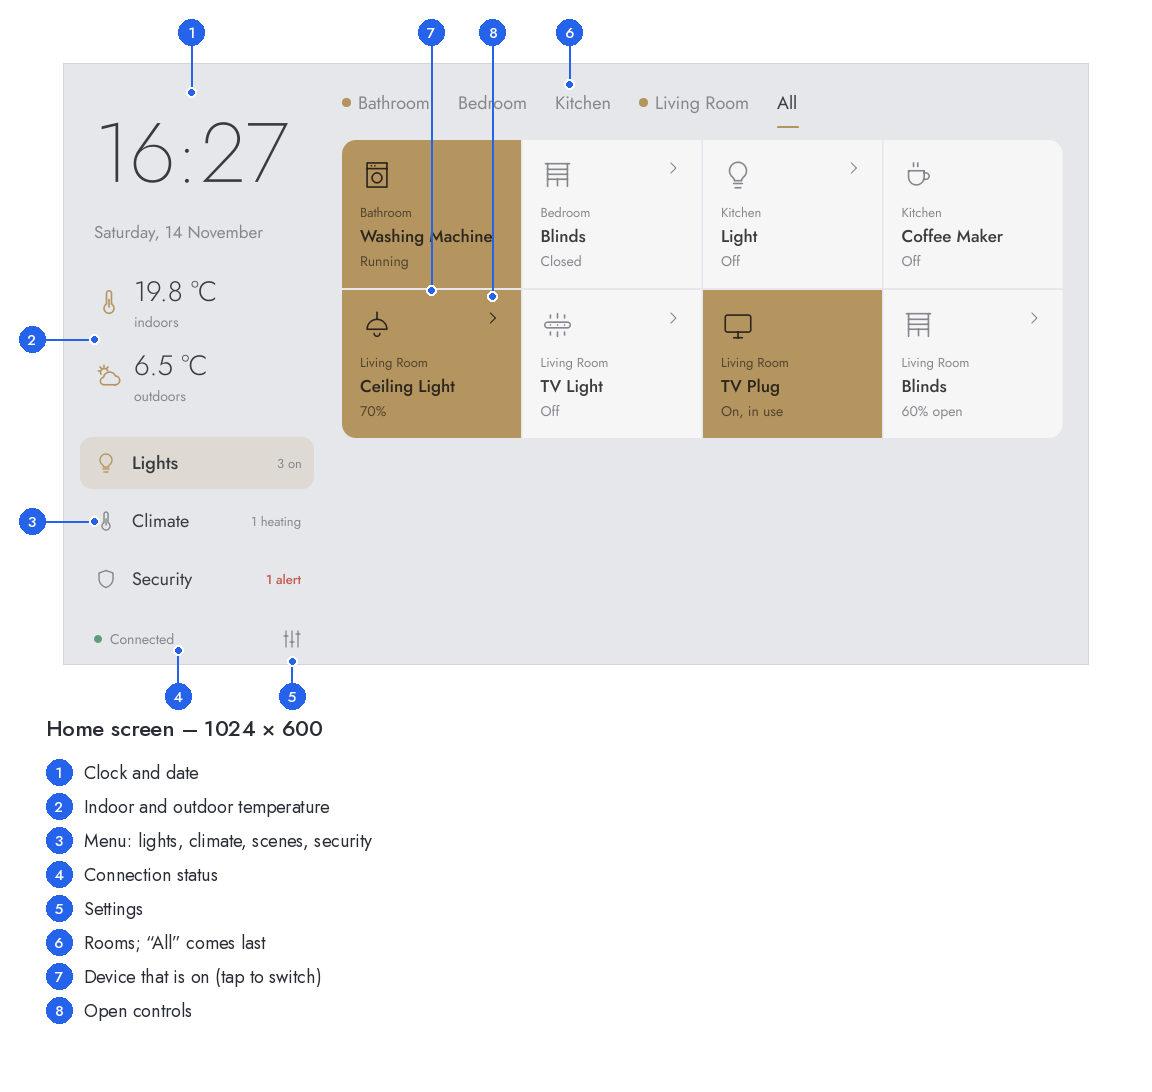 1
7
8
6
Bathroom
Bedroom
Kitchen
Living Room
All
16:27
Saturday, 14 November
19.8 °C
indoors
2
6.5 °C
outdoors
Lights
3 on
3
Climate
1 heating
Security
1 alert
Connected
4
5
Bathroom
Washing Machine
Running
Bedroom
Blinds
Closed
Kitchen
Light
Off
Kitchen
Coffee Maker
Off
Living Room
Ceiling Light
70%
Living Room
TV Light
Off
Living Room
TV Plug
On, in use
Living Room
Blinds
60% open
Home screen – 1024 × 600
1 Clock and date
2 Indoor and outdoor temperature
3 Menu: lights, climate, scenes, security
4 Connection status
5 Settings
6 Rooms; “All” comes last
7 Device that is on (tap to switch)
8 Open controls